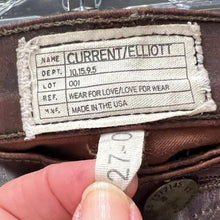 NAME CURRENT/ELLIOTT
DEPT. 10.15.9.5
LOT 001
REF. WEAR FOR LOVE/LOVE FOR WEAR
MNF. MADE IN THE USA
27-0